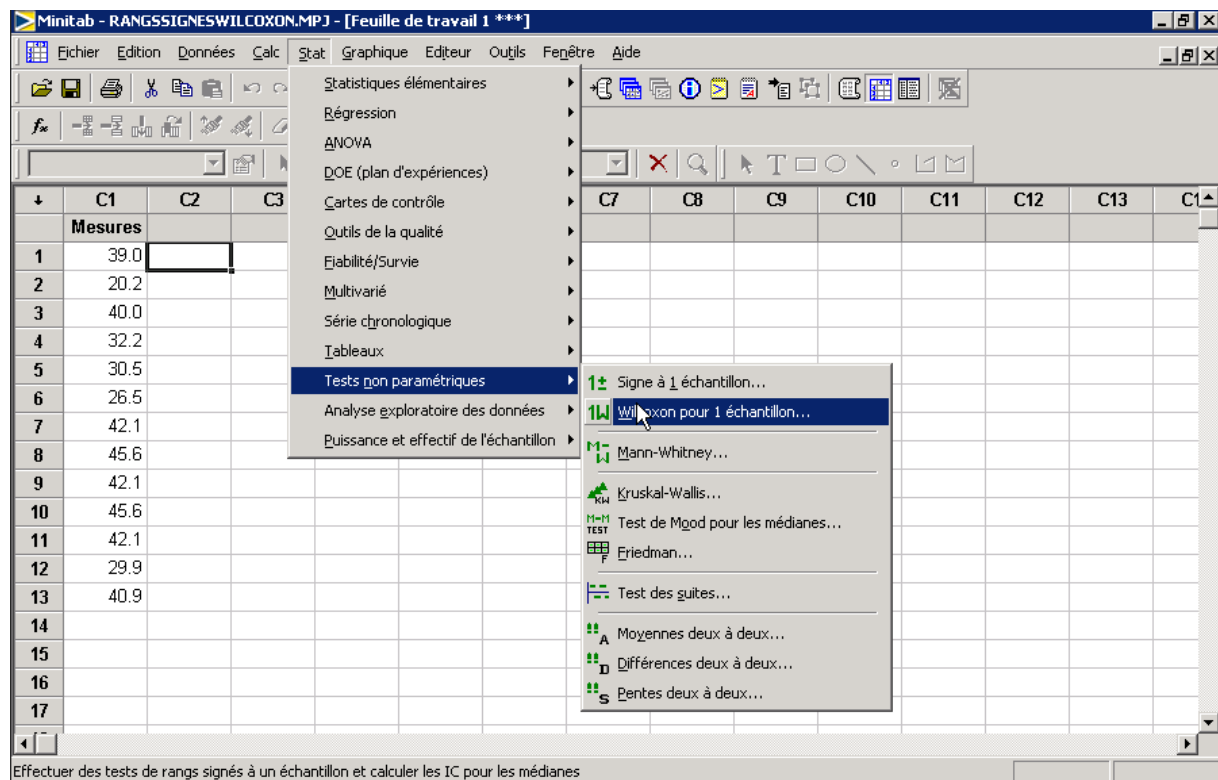 Minitab - RANGSSIGNESWILCOXON.MPJ - [Feuille de travail 1 ***]
Fichier Edition Données Calc Stat Graphique Editeur Outils Fenêtre Aide
Statistiques élémentaires
Régression
ANOVA
DOE (plan d'expériences)
Cartes de contrôle
Outils de la qualité
Fiabilité/Survie
Multivarié
Série chronologique
Tableaux
Tests non paramétriques
Analyse exploratoire des données
Puissance et effectif de l'échantillon
1± Signe à 1 échantillon...
1W Wilcoxon pour 1 échantillon...
Mann-Whitney...
KW Kruskal-Wallis...
M-M TEST Test de Mood pour les médianes...
F Friedman...
Test des suites...
A Moyennes deux à deux...
D Différences deux à deux...
S Pentes deux à deux...
C1 C2 C3 C7 C8 C9 C10 C11 C12 C13
Mesures
1 39.0
2 20.2
3 40.0
4 32.2
5 30.5
6 26.5
7 42.1
8 45.6
9 42.1
10 45.6
11 42.1
12 29.9
13 40.9
14
15
16
17
Effectuer des tests de rangs signés à un échantillon et calculer les IC pour les médianes